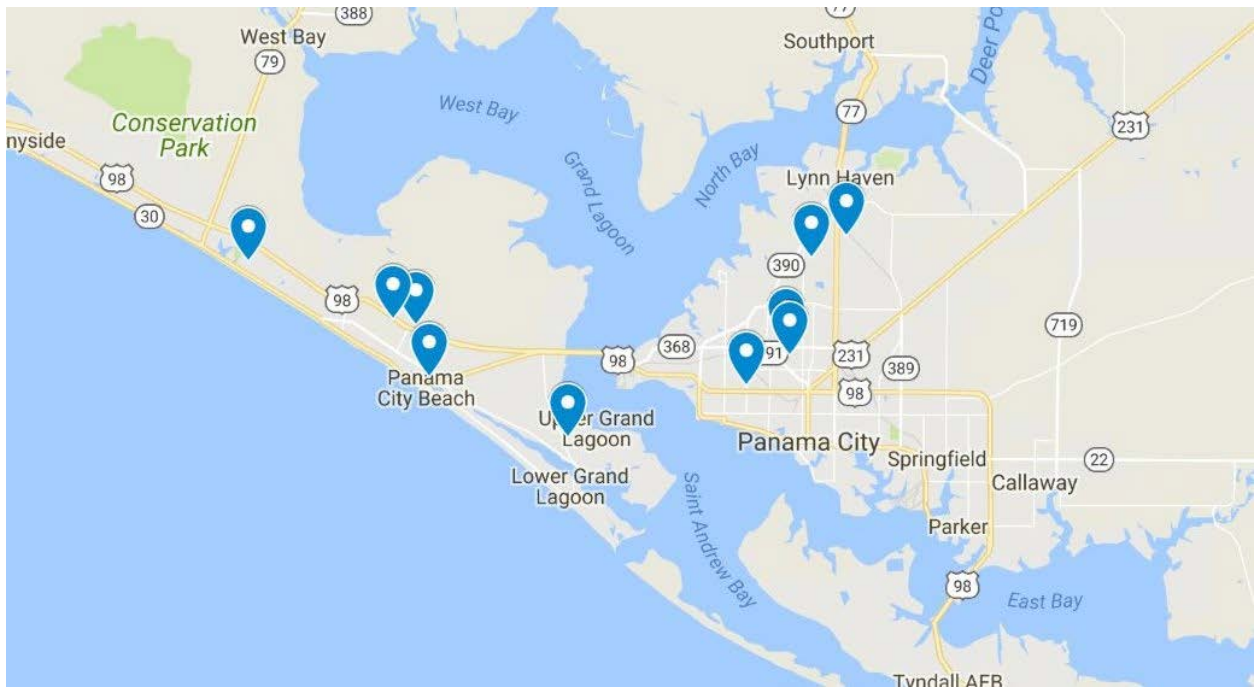 388
West Bay
79
77
Southport
Deer Po
West Bay
77
231
Conservation
Park
nyside
98
30
Grand Lagoon
North Bay
Lynn Haven
390
98
719
98
368
91
231
389
98
Panama
City Beach
Upper Grand
Lagoon
Panama City
Springfield
22
Lower Grand
Lagoon
Callaway
Saint Andrew Bay
Parker
98
East Bay
Tyndall AFB